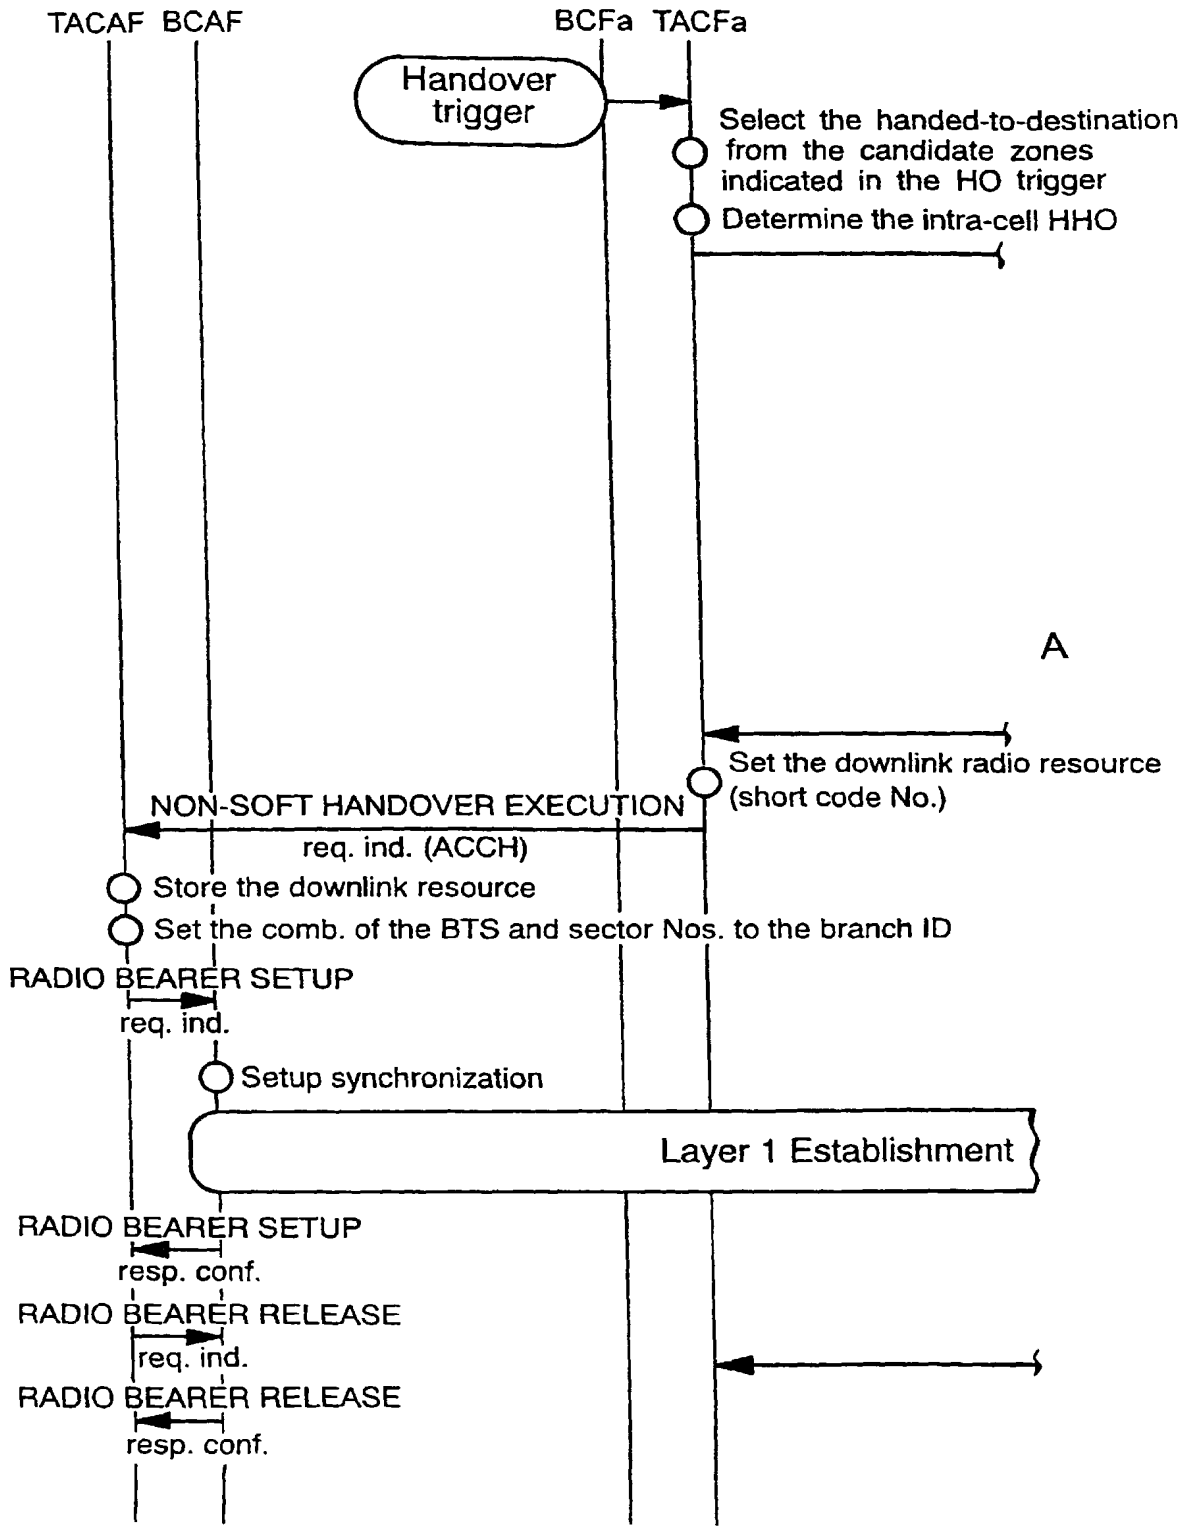 TACAF BCAF BCFa TACFa
Handover
trigger
Select the handed-to-destination
from the candidate zones
indicated in the HO trigger
Determine the intra-cell HHO
A
Set the downlink radio resource
(short code No.)
NON-SOFT HANDOVER EXECUTION
req. ind. (ACCH)
Store the downlink resource
Set the comb. of the BTS and sector Nos. to the branch ID
RADIO BEARER SETUP
req. ind.
Setup synchronization
Layer 1 Establishment
RADIO BEARER SETUP
resp. conf.
RADIO BEARER RELEASE
req. ind.
RADIO BEARER RELEASE
resp. conf.